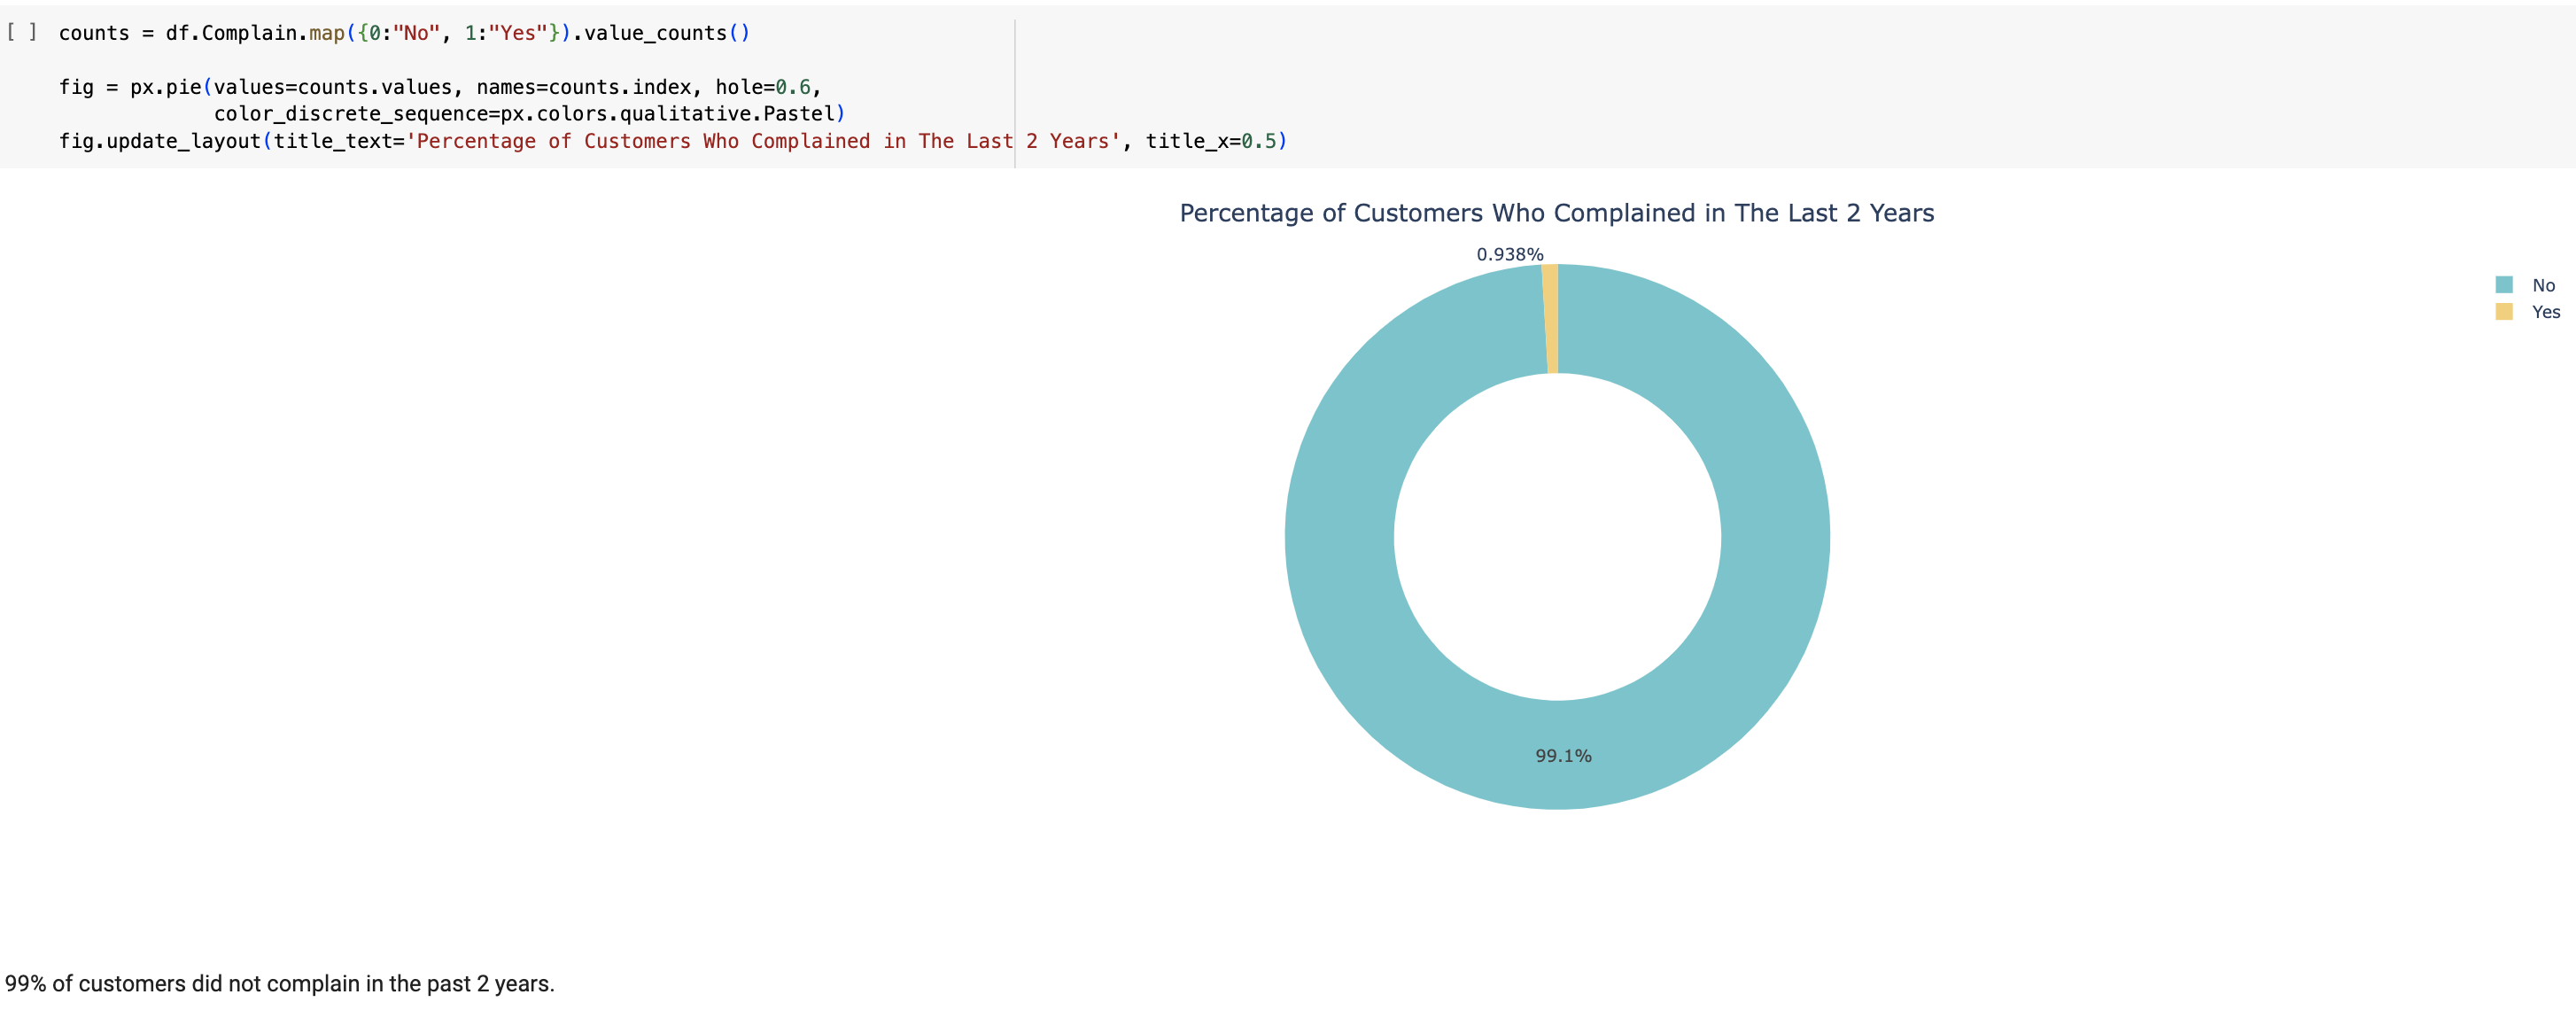 [ ] counts = df.Complain.map({0:"No", 1:"Yes"}).value_counts()
fig = px.pie(values=counts.values, names=counts.index, hole=0.6,
color_discrete_sequence=px.colors.qualitative.Pastel)
fig.update_layout(title_text='Percentage of Customers Who Complained in The Last 2 Years', title_x=0.5)
Percentage of Customers Who Complained in The Last 2 Years
0.938%
No
Yes
99.1%
99% of customers did not complain in the past 2 years.